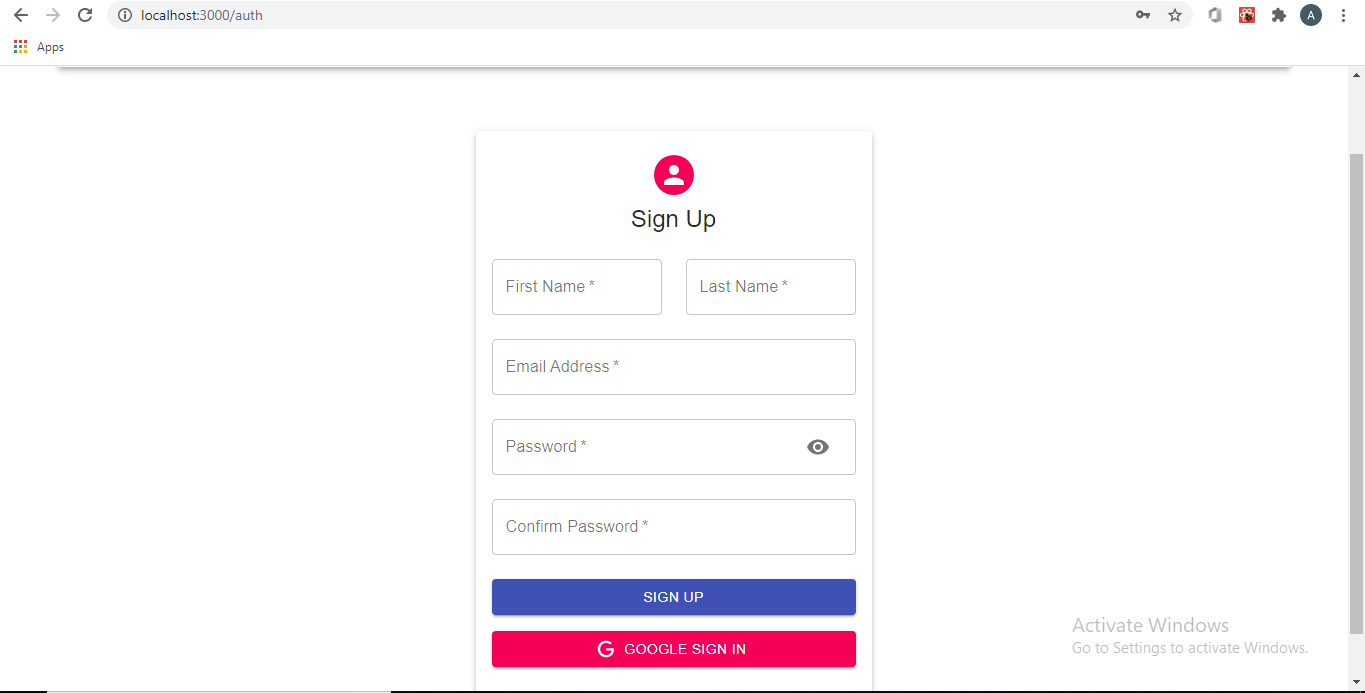 localhost:3000/auth
A
Apps
Sign Up
First Name *
Last Name *
Email Address *
Password *
Confirm Password *
SIGN UP
G GOOGLE SIGN IN
Activate Windows
Go to Settings to activate Windows.